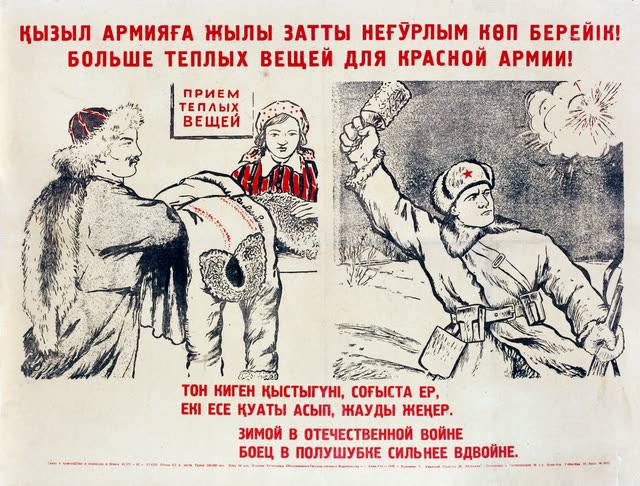 ҚЫЗЫЛ АРМИЯҒА ЖЫЛЫ ЗАТТЫ НЕҒҰРЛЫМ КӨП БЕРЕЙІК!
БОЛЬШЕ ТЕПЛЫХ ВЕЩЕЙ ДЛЯ КРАСНОЙ АРМИИ!
ПРИЕМ
ТЕПЛЫХ
ВЕЩЕЙ
ТОН КИГЕН ҚЫСТЫГҮНІ, СОҒЫСТА ЕР,
ЕКІ ЕСЕ ҚУАТЫ АСЫП, ЖАУДЫ ЖЕҢЕР.
ЗИМОЙ В ОТЕЧЕСТВЕННОЙ ВОЙНЕ
БОЕЦ В ПОЛУШУБКЕ СИЛЬНЕЕ ВДВОЙНЕ.